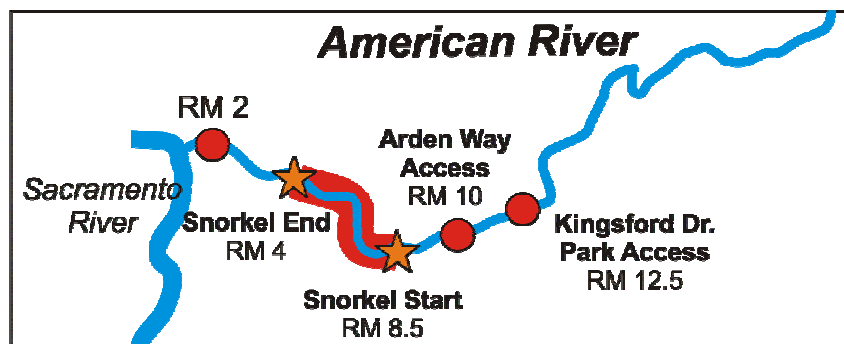 American River
RM 2
Arden Way
Access
RM 10
Sacramento
River
Snorkel End
RM 4
Kingsford Dr.
Park Access
RM 12.5
Snorkel Start
RM 8.5